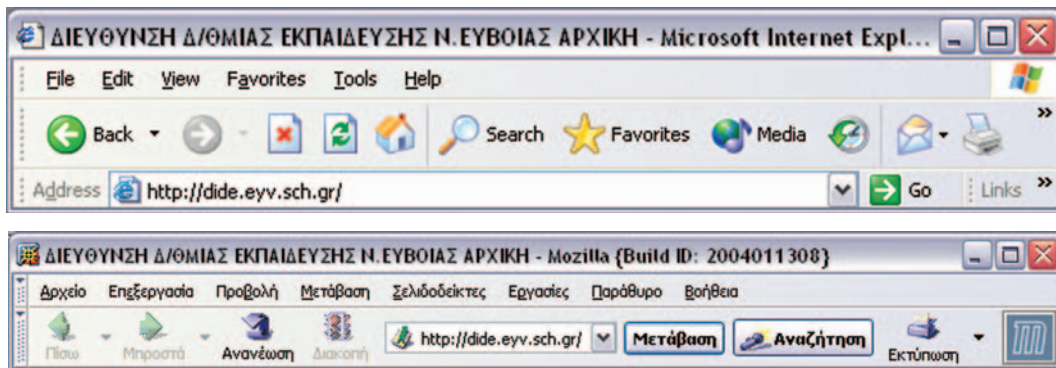 ΔΙΕΥΘΥΝΣΗ Δ/ΘΜΙΑΣ ΕΚΠΑΙΔΕΥΣΗΣ Ν.ΕΥΒΟΙΑΣ ΑΡΧΙΚΗ - Microsoft Internet Expl...
File Edit View Favorites Tools Help
Back Search Favorites Media »
Address http://dide.eyv.sch.gr/ Go Links »
ΔΙΕΥΘΥΝΣΗ Δ/ΘΜΙΑΣ ΕΚΠΑΙΔΕΥΣΗΣ Ν.ΕΥΒΟΙΑΣ ΑΡΧΙΚΗ - Mozilla {Build ID: 2004011308}
Αρχείο Επεξεργασία Προβολή Μετάβαση Σελιδοδείκτες Εργασίες Παράθυρο Βοήθεια
Πίσω Μπροστά Ανανέωση Διακοπή http://dide.eyv.sch.gr/ Μετάβαση Αναζήτηση Εκτύπωση m